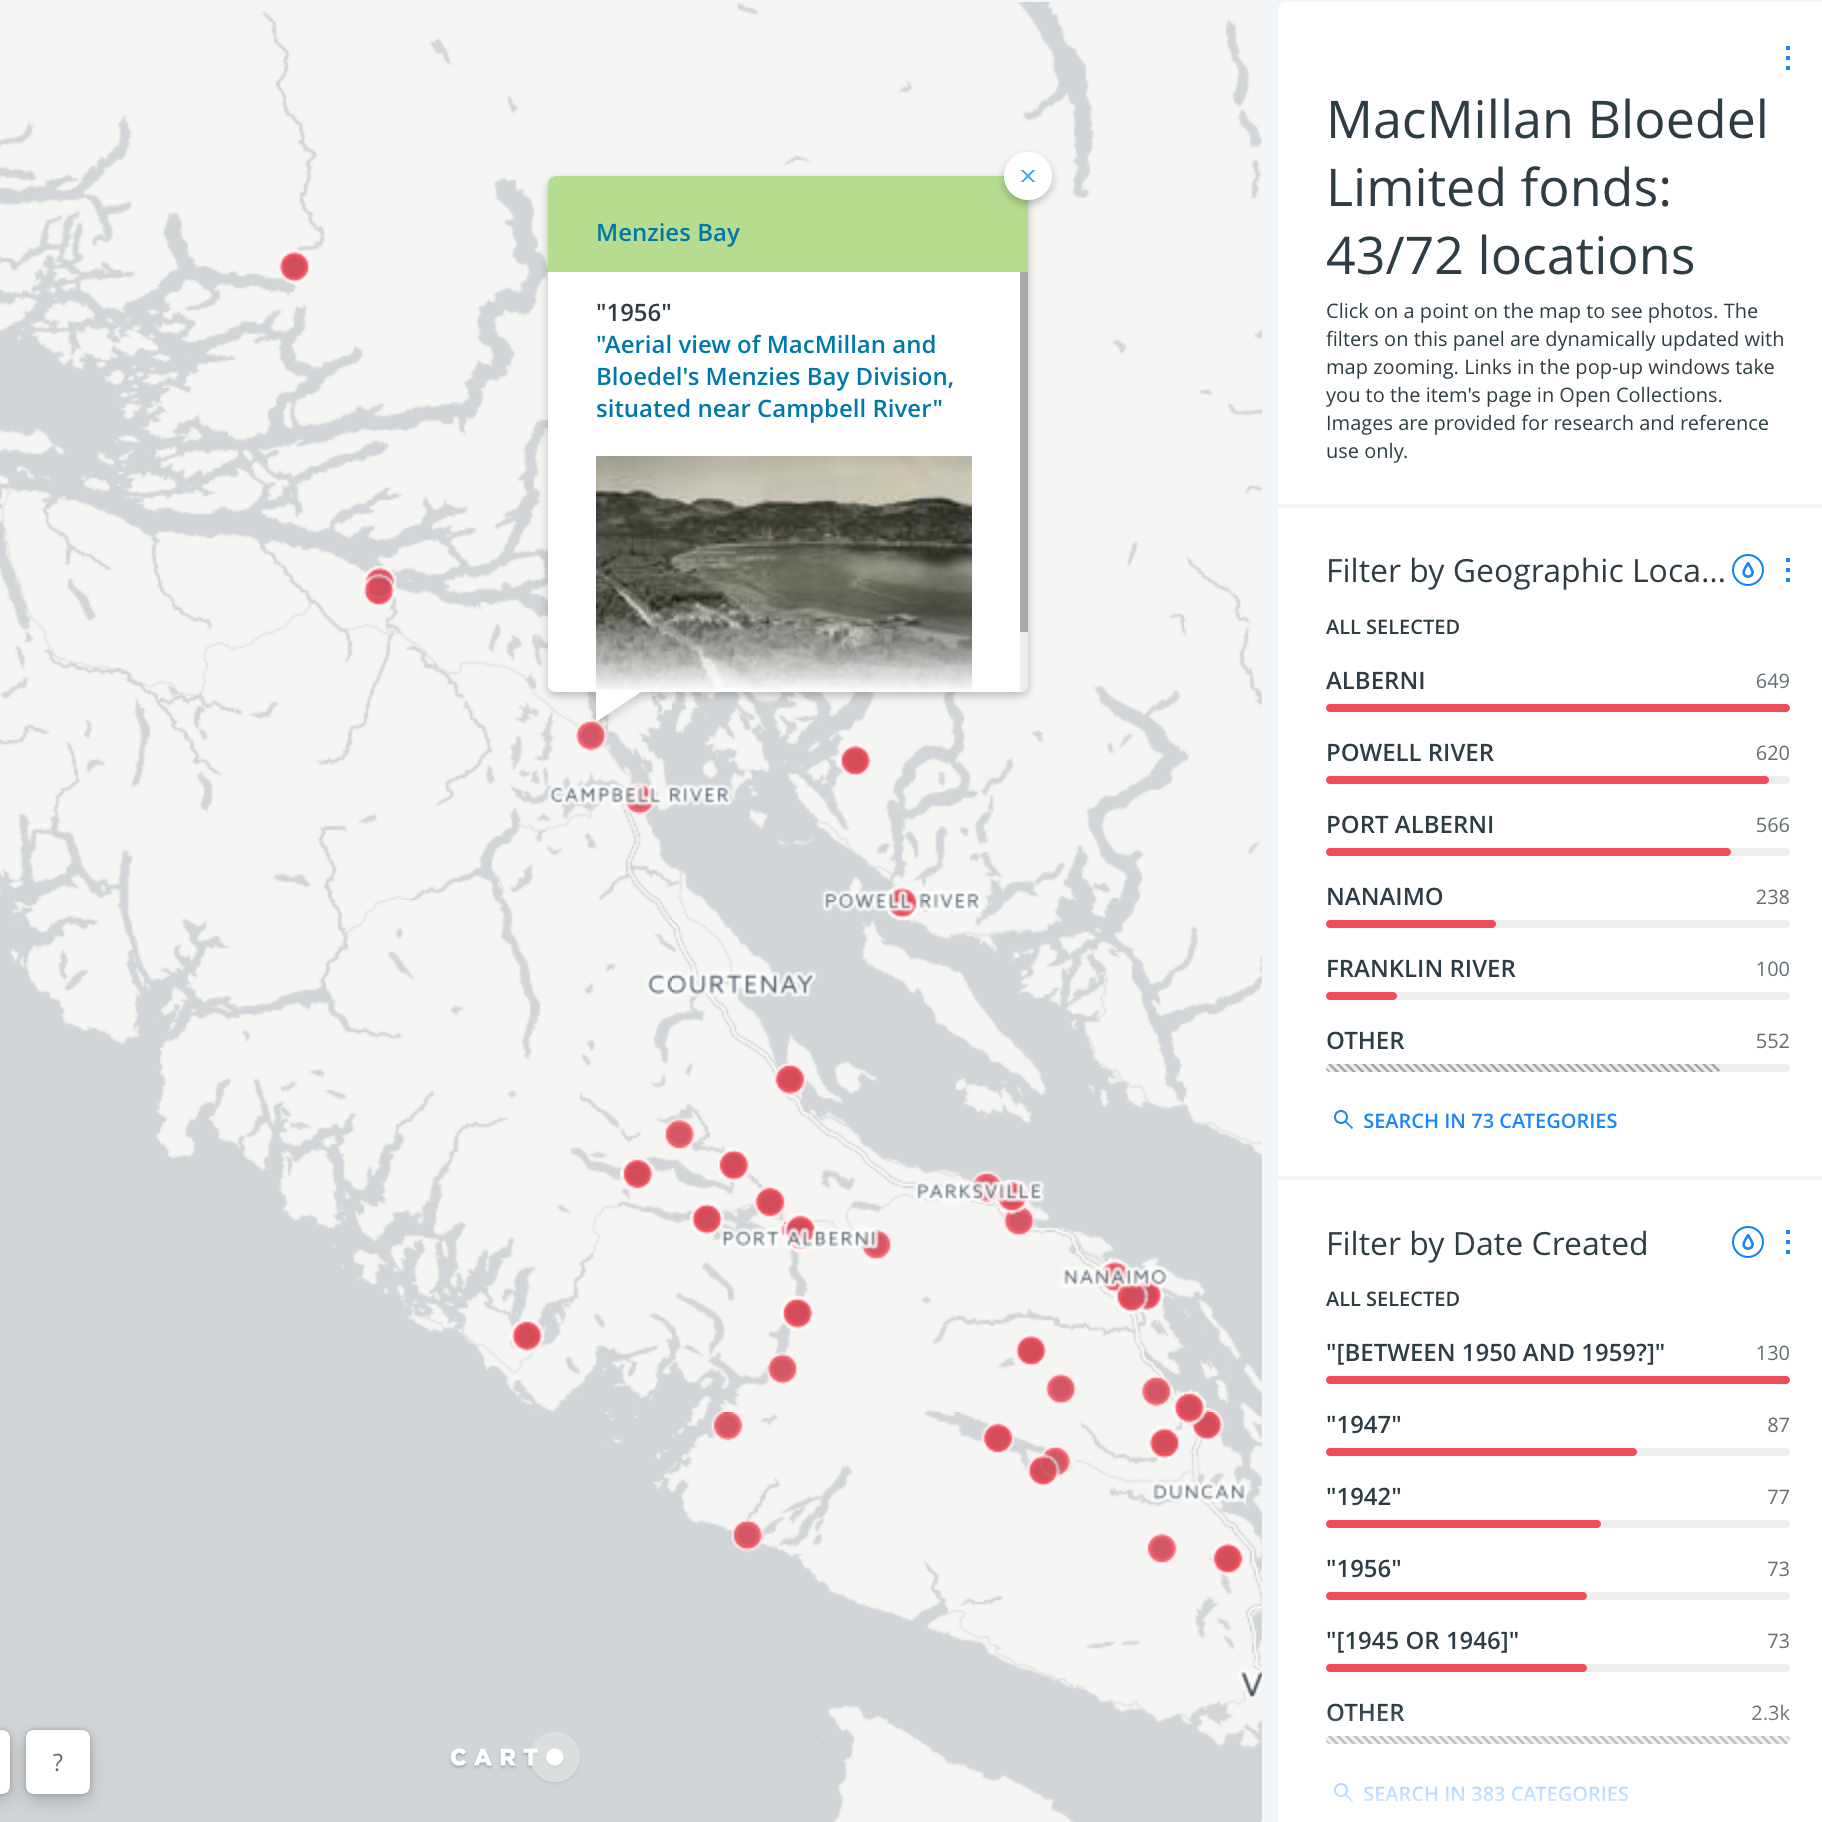 Menzies Bay
"1956"
"Aerial view of MacMillan and
Bloedel's Menzies Bay Division,
situated near Campbell River"
CAMPBELL RIVER
POWELL RIVER
COURTENAY
PARKSVILLE
PORT ALBERNI
NANAIMO
DUNCAN
V
?
CARTO
MacMillan Bloedel
Limited fonds:
43/72 locations
Click on a point on the map to see photos. The
filters on this panel are dynamically updated with
map zooming. Links in the pop-up windows take
you to the item's page in Open Collections.
Images are provided for research and reference
use only.
Filter by Geographic Loca...
ALL SELECTED
ALBERNI 649
POWELL RIVER 620
PORT ALBERNI 566
NANAIMO 238
FRANKLIN RIVER 100
OTHER 552
SEARCH IN 73 CATEGORIES
Filter by Date Created
ALL SELECTED
"[BETWEEN 1950 AND 1959?]" 130
"1947" 87
"1942" 77
"1956" 73
"[1945 OR 1946]" 73
OTHER 2.3k
SEARCH IN 383 CATEGORIES